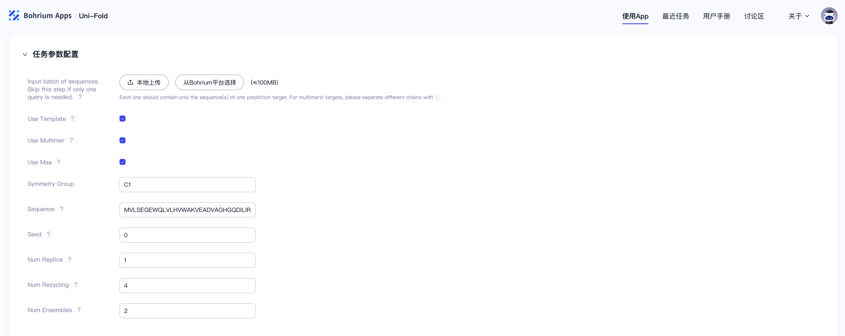 Bohrium Apps Uni-Fold 使用App 最近任务 用户手册 讨论区 关于
任务参数配置
Input batch of sequences.
Skip this step if only one
query is needed. ?
本地上传 从Bohrium平台选择 (≤100MB)
Each line should contain only the sequence(s) of one prediction target. For multimeric targets, please separate different chains with ;.
Use Template ?
Use Multimer ?
Use Msa ?
Symmetry Group C1
Sequence ? MVLSEGEWQLVLHVWAKVEADVAGHGQDILIR
Seed ? 0
Num Replica ? 1
Num Recycling ? 4
Num Ensembles ? 2